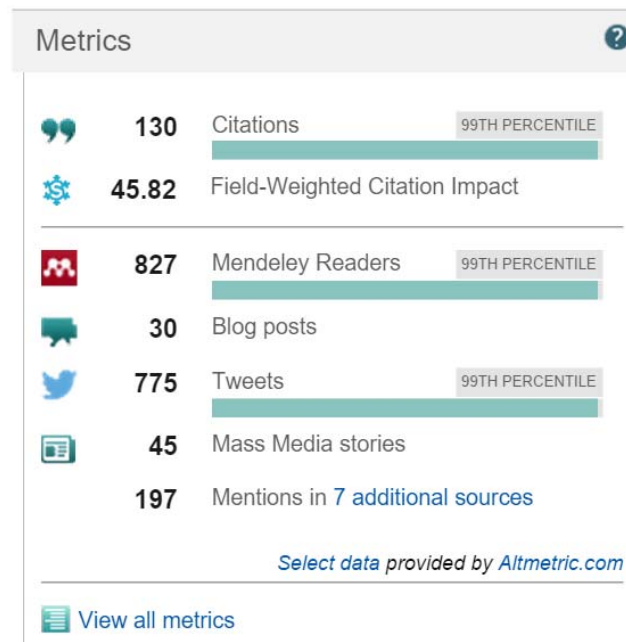 Metrics ?
130 Citations 99TH PERCENTILE
45.82 Field-Weighted Citation Impact
827 Mendeley Readers 99TH PERCENTILE
30 Blog posts
775 Tweets 99TH PERCENTILE
45 Mass Media stories
197 Mentions in 7 additional sources
Select data provided by Altmetric.com
View all metrics